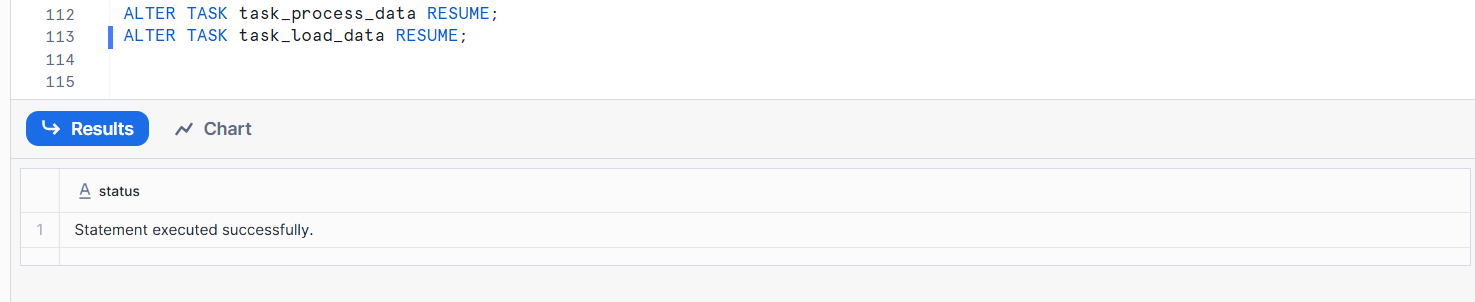 112 ALTER TASK task_process_data RESUME;
113 ALTER TASK task_load_data RESUME;
114
115
Results Chart
A status
1 Statement executed successfully.